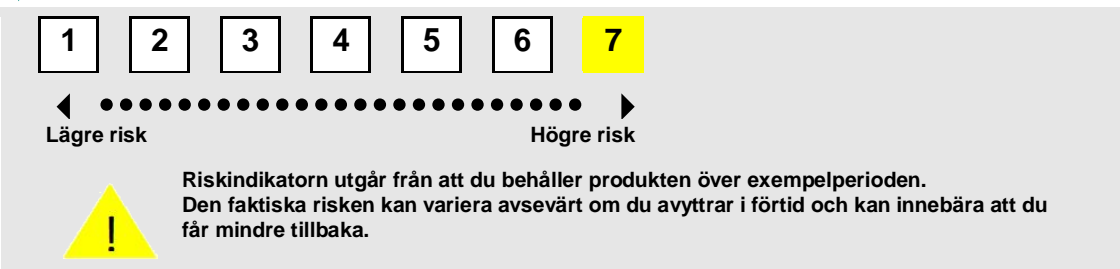 1 2 3 4 5 6 7
Lägre risk Högre risk
Riskindikatorn utgår från att du behåller produkten över exempelperioden.
Den faktiska risken kan variera avsevärt om du avyttrar i förtid och kan innebära att du
får mindre tillbaka.
!